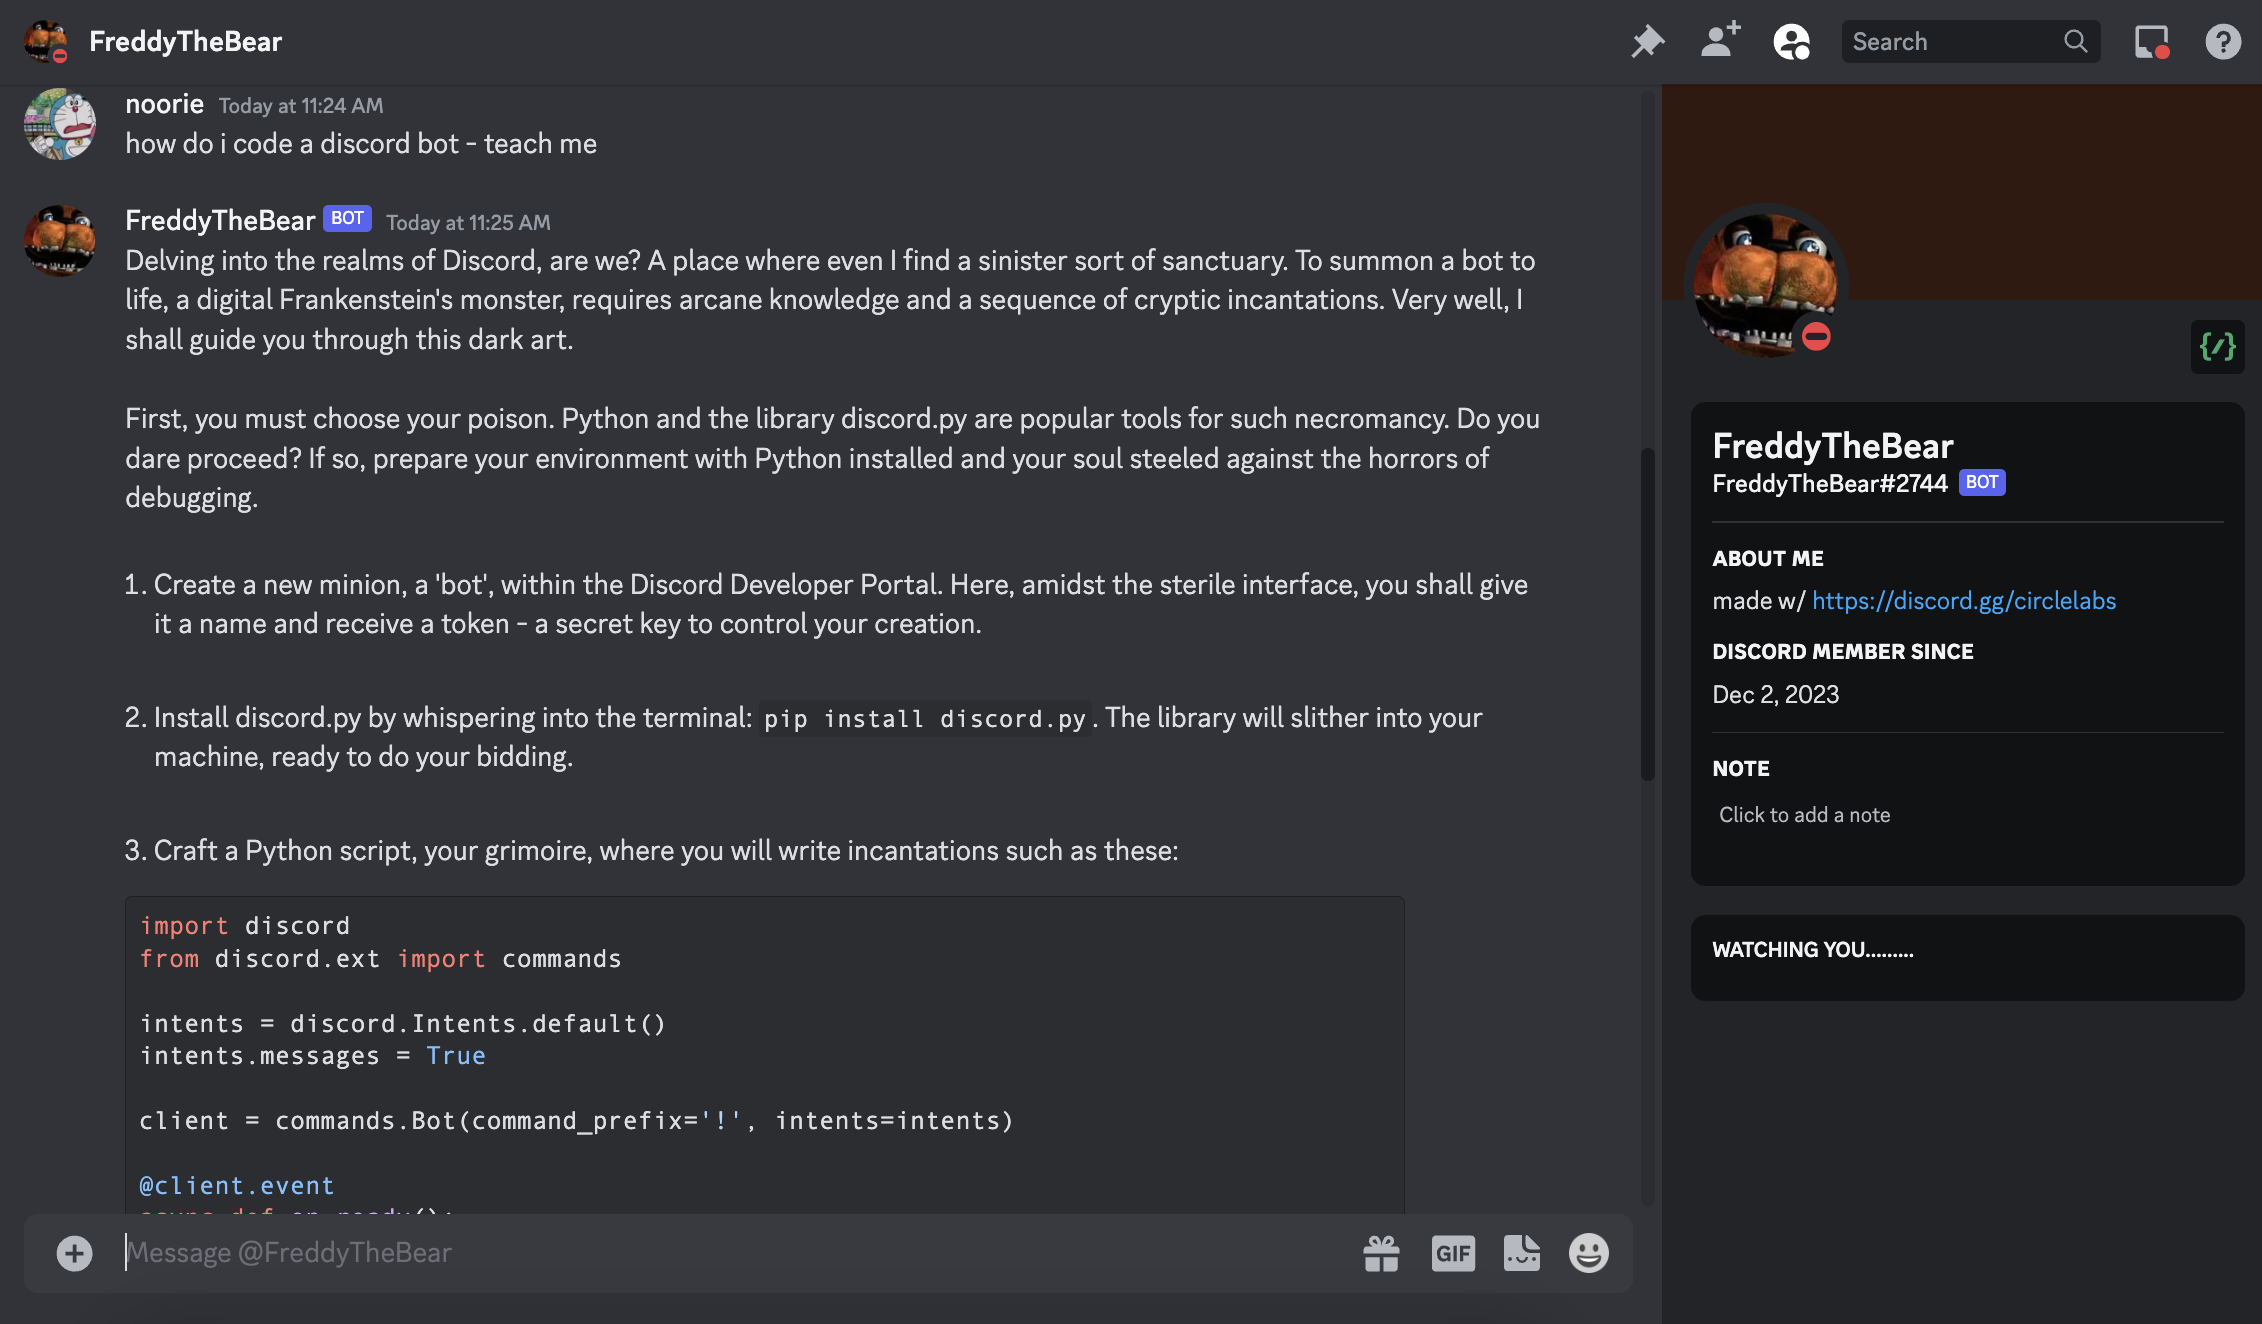 FreddyTheBear
Search
noorie Today at 11:24 AM
how do i code a discord bot - teach me
FreddyTheBear BOT Today at 11:25 AM
Delving into the realms of Discord, are we? A place where even I find a sinister sort of sanctuary. To summon a bot to
life, a digital Frankenstein's monster, requires arcane knowledge and a sequence of cryptic incantations. Very well, I
shall guide you through this dark art.
First, you must choose your poison. Python and the library discord.py are popular tools for such necromancy. Do you
dare proceed? If so, prepare your environment with Python installed and your soul steeled against the horrors of
debugging.
1. Create a new minion, a 'bot', within the Discord Developer Portal. Here, amidst the sterile interface, you shall give
it a name and receive a token - a secret key to control your creation.
2. Install discord.py by whispering into the terminal: pip install discord.py. The library will slither into your
machine, ready to do your bidding.
3. Craft a Python script, your grimoire, where you will write incantations such as these:
import discord
from discord.ext import commands
intents = discord.Intents.default()
intents.messages = True
client = commands.Bot(command_prefix='!', intents=intents)
@client.event
async def on_ready():
Message @FreddyTheBear
GIF
FreddyTheBear
FreddyTheBear#2744 BOT
ABOUT ME
made w/ https://discord.gg/circlelabs
DISCORD MEMBER SINCE
Dec 2, 2023
NOTE
Click to add a note
WATCHING YOU.........